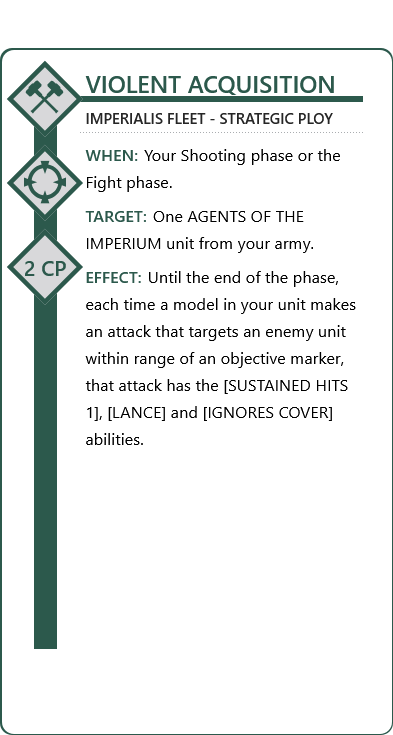 VIOLENT ACQUISITION
IMPERIALIS FLEET - STRATEGIC PLOY
WHEN: Your Shooting phase or the
Fight phase.
TARGET: One AGENTS OF THE
IMPERIUM unit from your army.
2 CP
EFFECT: Until the end of the phase,
each time a model in your unit makes
an attack that targets an enemy unit
within range of an objective marker,
that attack has the [SUSTAINED HITS
1], [LANCE] and [IGNORES COVER]
abilities.